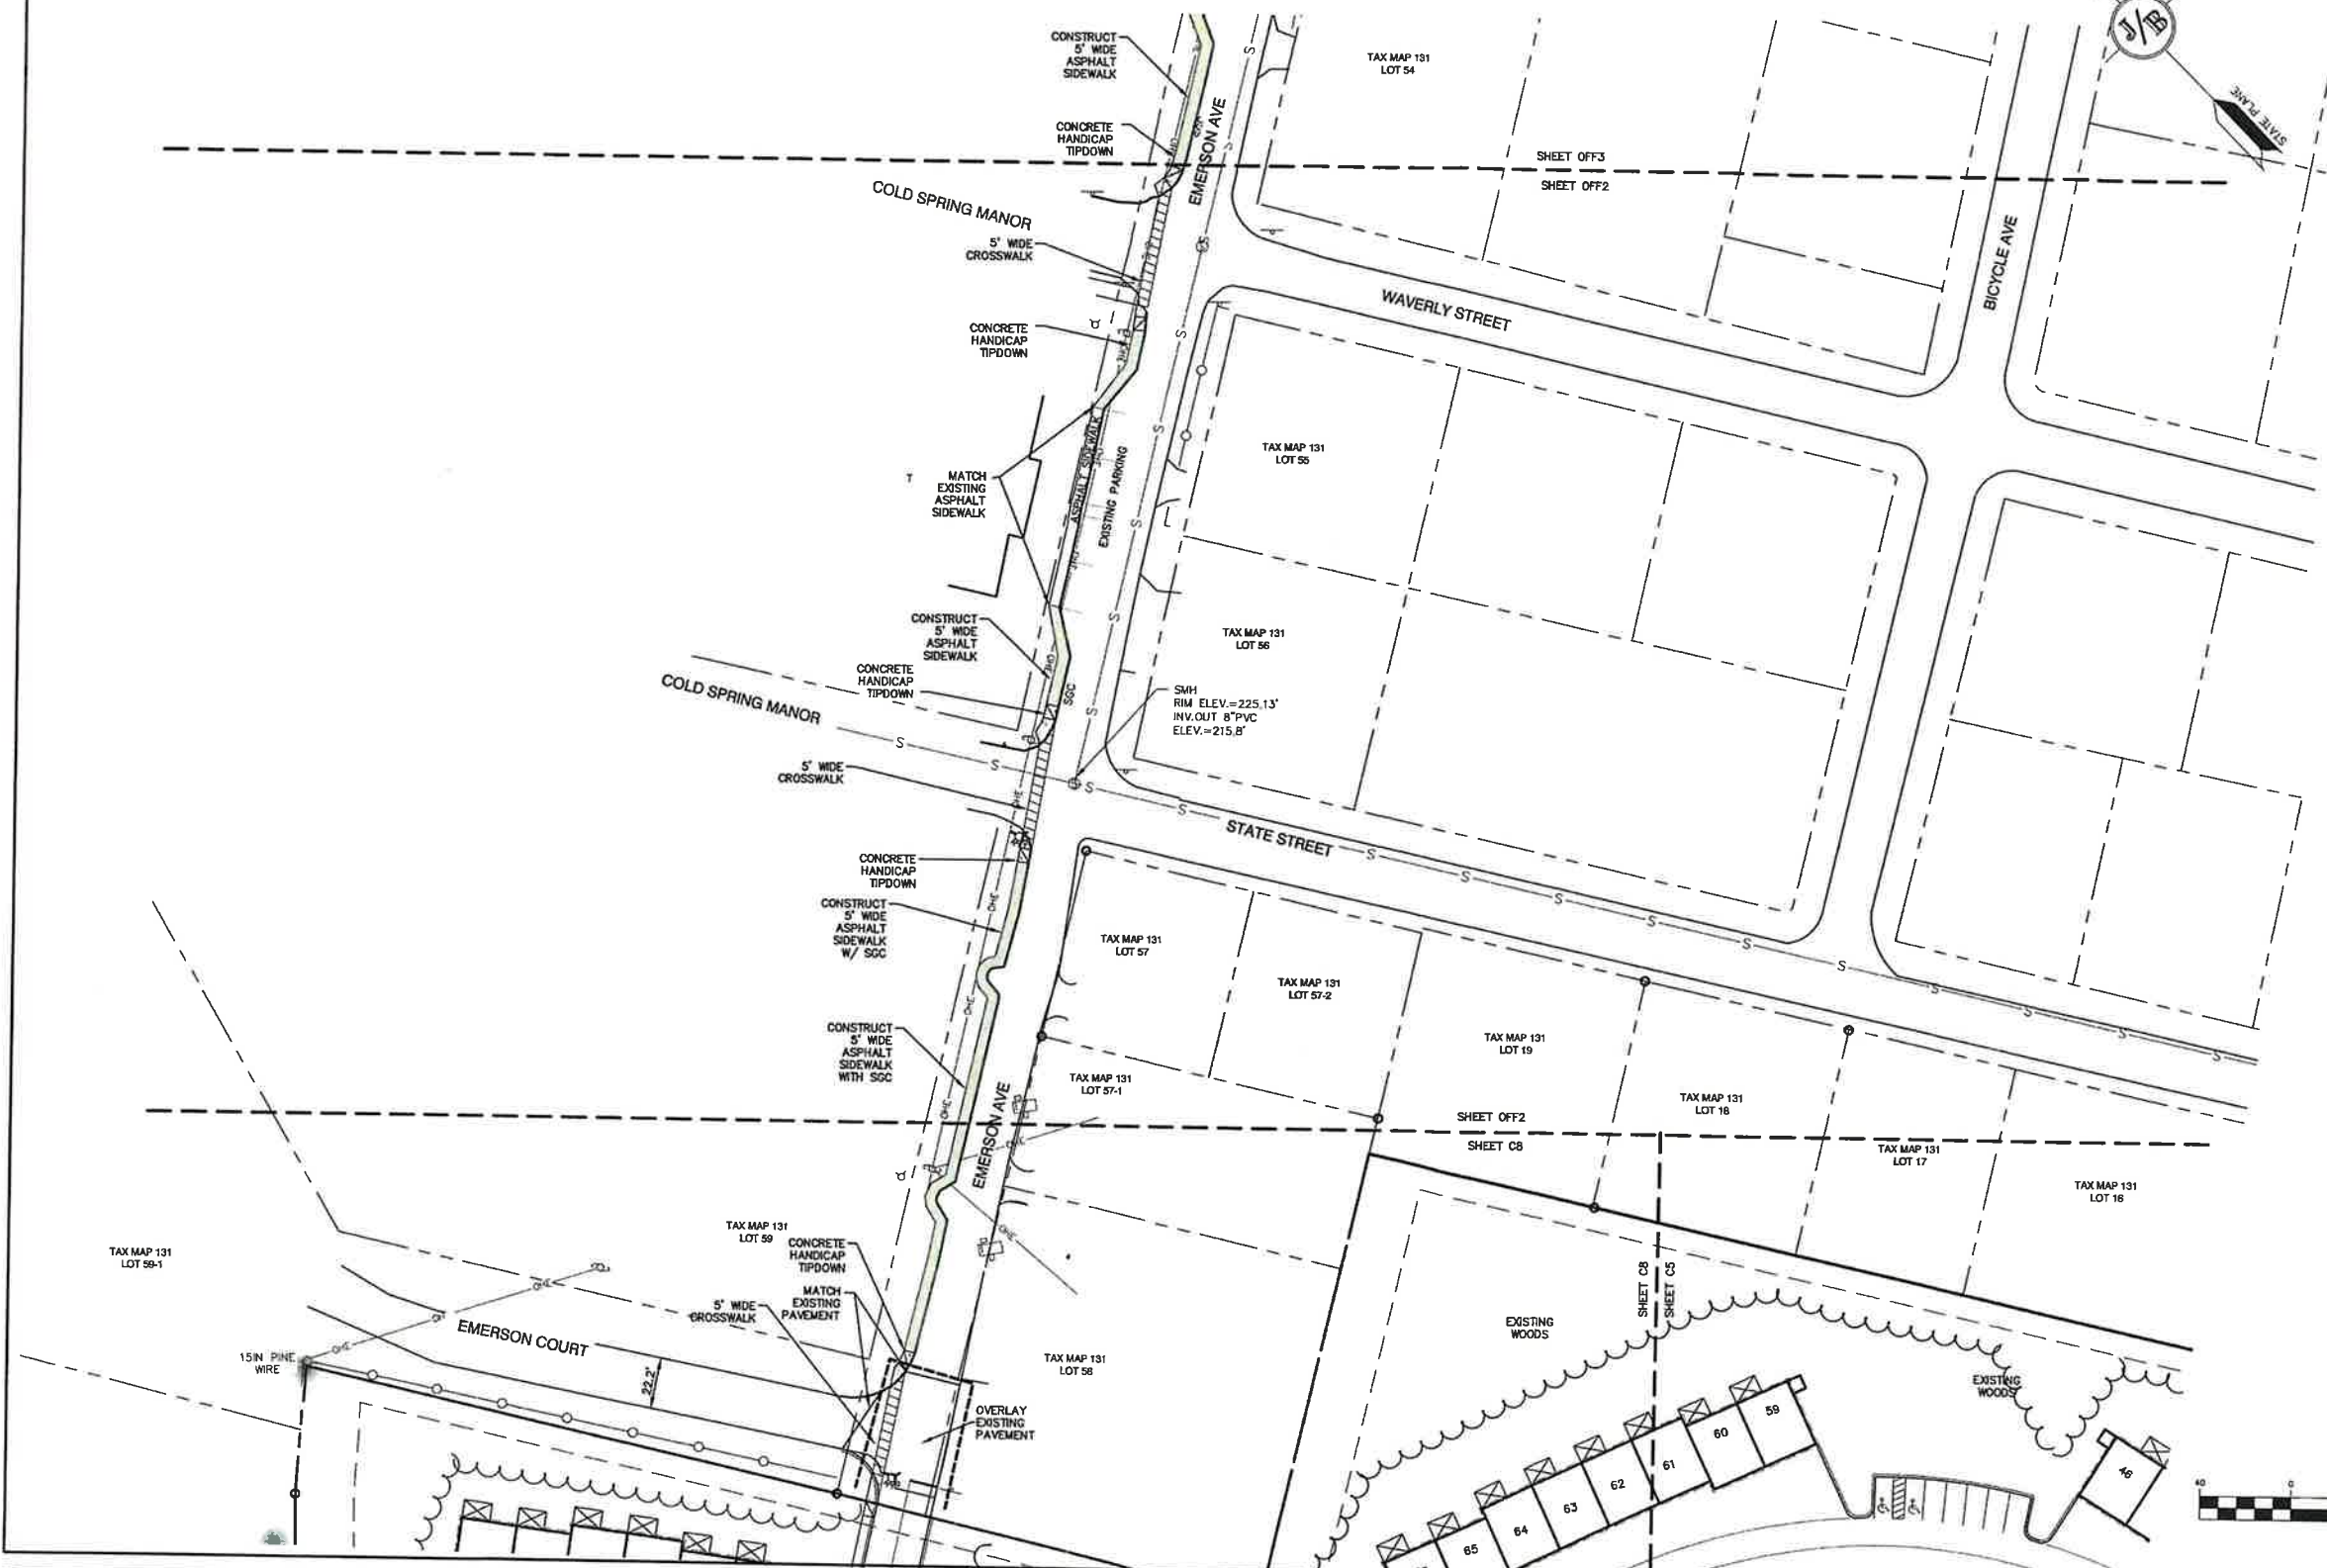 J/B
STATE PLANE
CONSTRUCT
5' WIDE
ASPHALT
SIDEWALK
TAX MAP 131
LOT 54
CONCRETE
HANDICAP
TIPDOWN
EMERSON AVE
S
SHEET OFF3
SHEET OFF2
COLD SPRING MANOR
5' WIDE
CROSSWALK
WAVERLY STREET
BICYCLE AVE
CONCRETE
HANDICAP
TIPDOWN
ASPHALT SIDEWALK
EXISTING PARKING
TAX MAP 131
LOT 55
T
MATCH
EXISTING
ASPHALT
SIDEWALK
CONSTRUCT
5' WIDE
ASPHALT
SIDEWALK
TAX MAP 131
LOT 56
CONCRETE
HANDICAP
TIPDOWN
OHE
SGC
SMH
RIM ELEV.=225.13'
INV.OUT 8"PVC
ELEV.=215.8'
COLD SPRING MANOR
S
S
S
5' WIDE
CROSSWALK
OHE
STATE STREET
CONCRETE
HANDICAP
TIPDOWN
CONSTRUCT
5' WIDE
ASPHALT
SIDEWALK
W/ SGC
OHE
TAX MAP 131
LOT 57
TAX MAP 131
LOT 57-2
OHE
CONSTRUCT
5' WIDE
ASPHALT
SIDEWALK
WITH SGC
TAX MAP 131
LOT 19
TAX MAP 131
LOT 57-1
TAX MAP 131
LOT 18
OHE
EMERSON AVE
SHEET OFF2
SHEET C8
TAX MAP 131
LOT 17
TAX MAP 131
LOT 16
TAX MAP 131
LOT 59-1
TAX MAP 131
LOT 59
CONCRETE
HANDICAP
TIPDOWN
MATCH
EXISTING
PAVEMENT
5' WIDE
CROSSWALK
SHEET C8
SHEET C5
EMERSON COURT
15IN PINE
WIRE
22.2'
TAX MAP 131
LOT 58
EXISTING
WOODS
EXISTING
WOODS
OVERLAY
EXISTING
PAVEMENT
59
60
61
62
63
64
65
46
40
0